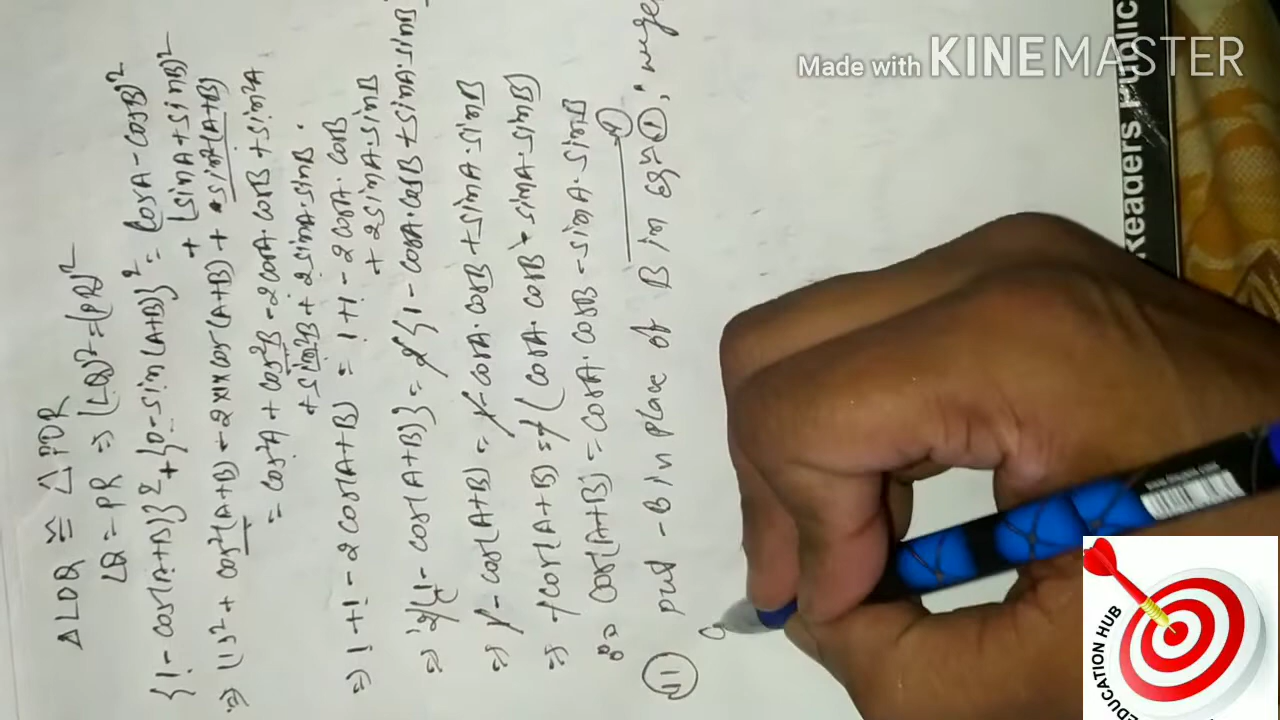 △LOQ ≅ △POR
LQ = PR ⇒ (LQ)² = (PR)²
{1 - cos(A+B)}² + {0 - sin(A+B)}² = (cosA - cosB)²
+ (sinA + sinB)²
⇒ (1)² + cos²(A+B) - 2×1×cos(A+B) + sin²(A+B)
= cos²A + cos²B - 2cosA·cosB + sin²A
+ sin²B + 2sinA·sinB.
⇒ 1+1 - 2cos(A+B) = 1+1 - 2cosA·cosB
+ 2sinA·sinB
⇒ 2{1 - cos(A+B)} = 2{1 - cosA·cosB + sinA·sinB}
⇒ 1 - cos(A+B) = 1 - cosA·cosB + sinA·sinB
⇒ -cos(A+B) = -(cosA·cosB - sinA·sinB)
∴ cos(A+B) = cosA·cosB - sinA·sinB
(ii) put -B in place of B in eqn (1), we get
Made with KINEMASTER
Readers Public
EDUCATION HUB